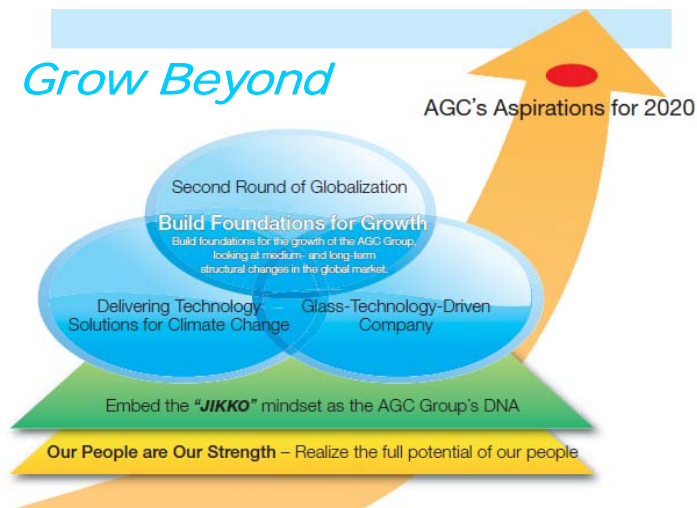 Grow Beyond
AGC's Aspirations for 2020
Second Round of Globalization
Build Foundations for Growth
Build foundations for the growth of the AGC Group,
looking at medium- and long-term
structural changes in the global market.
Delivering Technology
Solutions for Climate Change
Glass-Technology-Driven
Company
Embed the "JIKKO" mindset as the AGC Group's DNA
Our People are Our Strength – Realize the full potential of our people